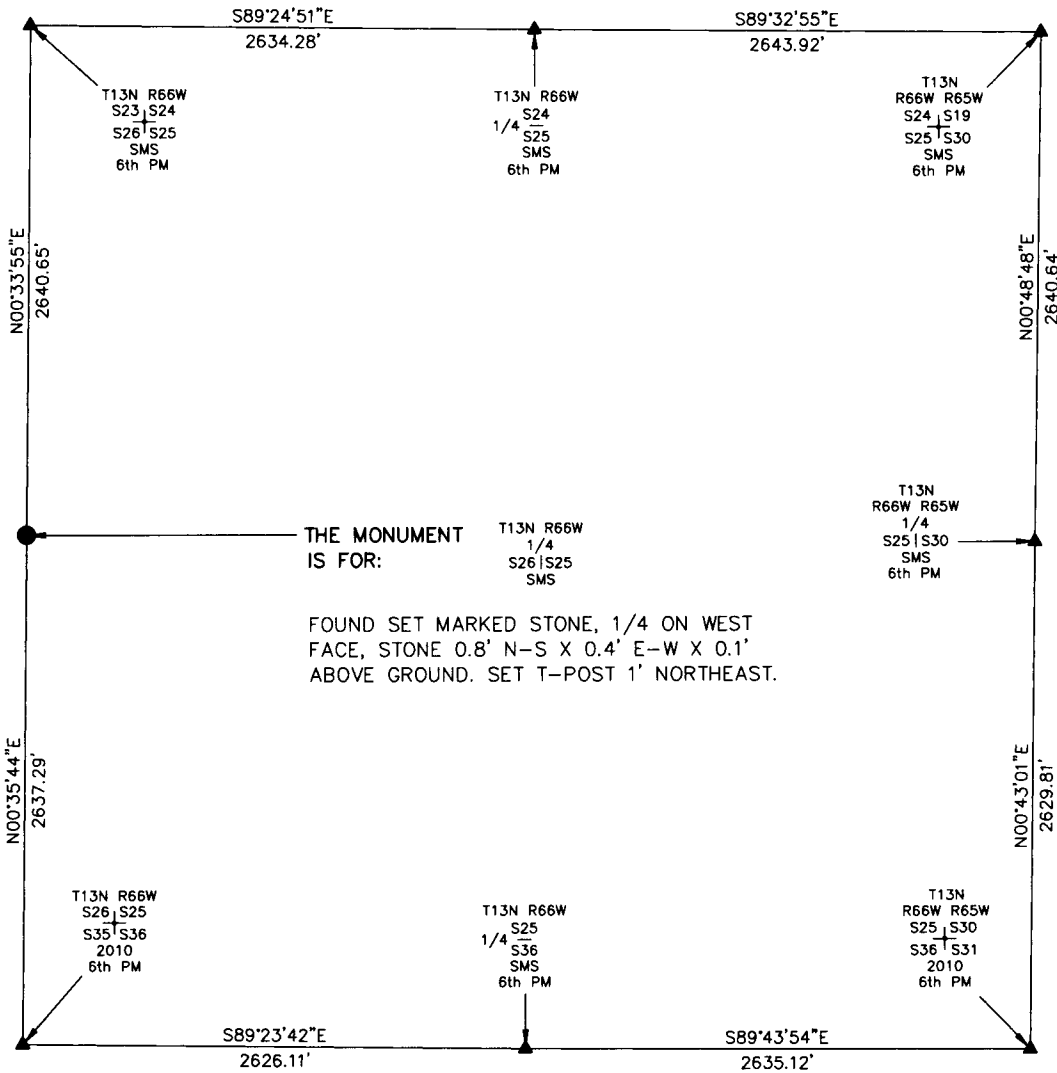 S89°24'51"E
2634.28'
S89°32'55"E
2643.92'
T13N R66W
S23 S24
S26 S25
SMS
6th PM
T13N R66W
S24
1/4
S25
SMS
6th PM
T13N
R66W R65W
S24 S19
S25 S30
SMS
6th PM
N00°33'55"E
2640.65'
N00°48'48"E
2640.64'
THE MONUMENT
IS FOR:
T13N R66W
1/4
S26|S25
SMS
T13N
R66W R65W
1/4
S25|S30
SMS
6th PM
FOUND SET MARKED STONE, 1/4 ON WEST
FACE, STONE 0.8' N-S X 0.4' E-W X 0.1'
ABOVE GROUND. SET T-POST 1' NORTHEAST.
N00°35'44"E
2637.29'
N00°43'01"E
2629.81'
T13N R66W
S26 S25
S35 S36
2010
6th PM
T13N R66W
S25
1/4
S36
SMS
6th PM
T13N
R66W R65W
S25 S30
S36 S31
2010
6th PM
S89°23'42"E
2626.11'
S89°43'54"E
2635.12'